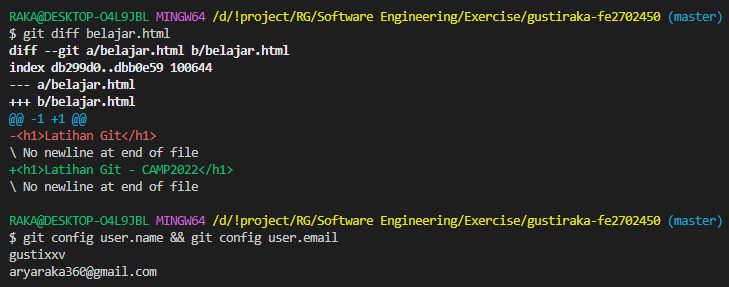 RAKA@DESKTOP-O4L9JBL MINGW64 /d/!project/RG/Software Engineering/Exercise/gustiraka-fe2702450 (master)
$ git diff belajar.html
diff --git a/belajar.html b/belajar.html
index db299d0..dbb0e59 100644
--- a/belajar.html
+++ b/belajar.html
@@ -1 +1 @@
-<h1>Latihan Git</h1>
\ No newline at end of file
+<h1>Latihan Git - CAMP2022</h1>
\ No newline at end of file
RAKA@DESKTOP-O4L9JBL MINGW64 /d/!project/RG/Software Engineering/Exercise/gustiraka-fe2702450 (master)
$ git config user.name && git config user.email
gustixxv
aryaraka360@gmail.com